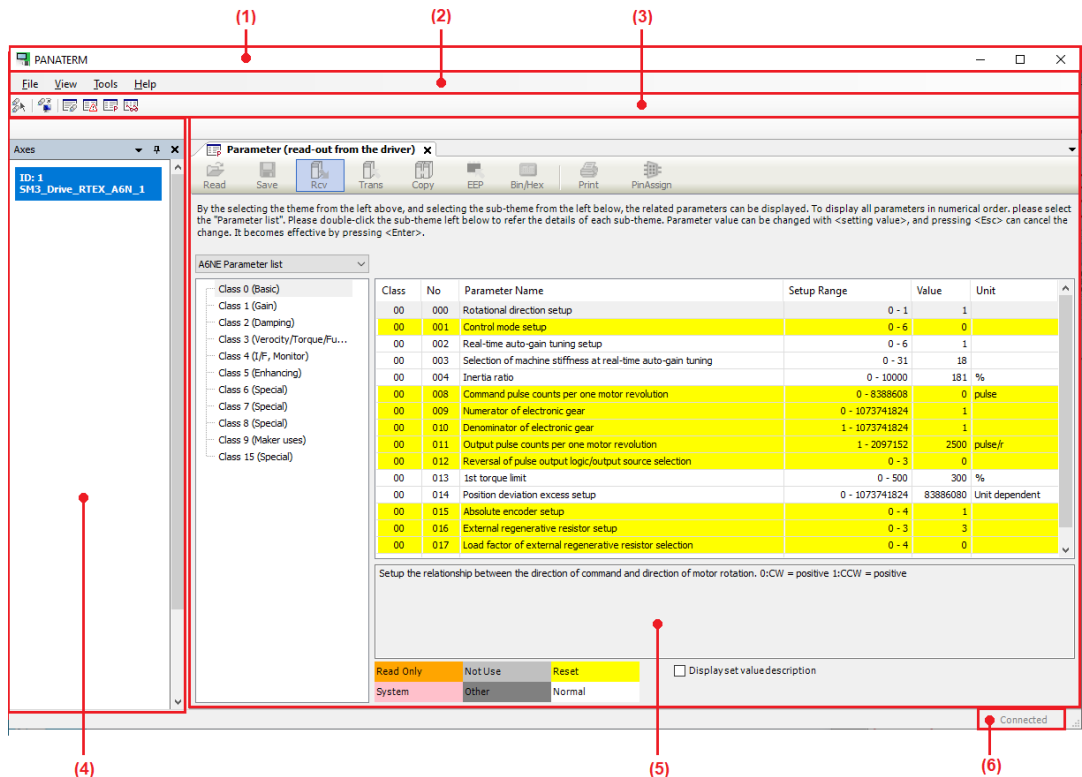 (1) (2) (3)
PANATERM
File View Tools Help
Axes
ID: 1
SM3_Drive_RTEX_A6N_1
Parameter (read-out from the driver)
Read Save Rcv Trans Copy EEP Bin/Hex Print PinAssign
By the selecting the theme from the left above, and selecting the sub-theme from the left below, the related parameters can be displayed. To display all parameters in numerical order. please select
the "Parameter list". Please double-click the sub-theme left below to refer the details of each sub-theme. Parameter value can be changed with <setting value>, and pressing <Esc> can cancel the
change. It becomes effective by pressing <Enter>.
A6NE Parameter list
Class 0 (Basic)
Class 1 (Gain)
Class 2 (Damping)
Class 3 (Verocity/Torque/Fu...
Class 4 (I/F, Monitor)
Class 5 (Enhancing)
Class 6 (Special)
Class 7 (Special)
Class 8 (Special)
Class 9 (Maker uses)
Class 15 (Special)
Class No Parameter Name Setup Range Value Unit
00 000 Rotational direction setup 0 - 1 1
00 001 Control mode setup 0 - 6 0
00 002 Real-time auto-gain tuning setup 0 - 6 1
00 003 Selection of machine stiffness at real-time auto-gain tuning 0 - 31 18
00 004 Inertia ratio 0 - 10000 181 %
00 008 Command pulse counts per one motor revolution 0 - 8388608 0 pulse
00 009 Numerator of electronic gear 0 - 1073741824 1
00 010 Denominator of electronic gear 1 - 1073741824 1
00 011 Output pulse counts per one motor revolution 1 - 2097152 2500 pulse/r
00 012 Reversal of pulse output logic/output source selection 0 - 3 0
00 013 1st torque limit 0 - 500 300 %
00 014 Position deviation excess setup 0 - 1073741824 83886080 Unit dependent
00 015 Absolute encoder setup 0 - 4 1
00 016 External regenerative resistor setup 0 - 3 3
00 017 Load factor of external regenerative resistor selection 0 - 4 0
Setup the relationship between the direction of command and direction of motor rotation. 0:CW = positive 1:CCW = positive
Read Only Not Use Reset
System Other Normal
Display set value description
Connected
(4) (5) (6)